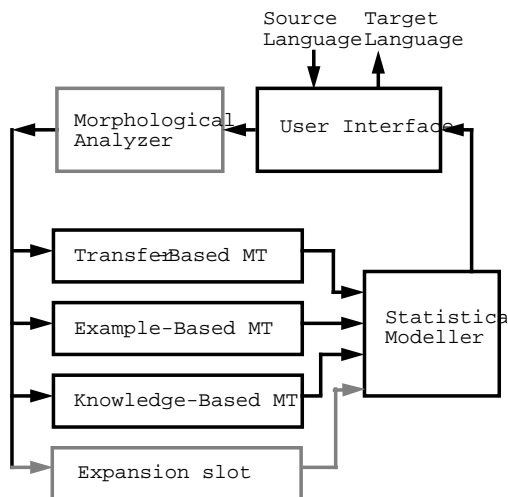 Source Target
Language Language
Morphological
Analyzer
User Interface
Transfer-Based MT
Example-Based MT
Statistica
Modeller
Knowledge-Based MT
Expansion slot